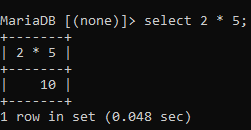 MariaDB [(none)]> select 2 * 5;
+-------+
| 2 * 5 |
+-------+
|    10 |
+-------+
1 row in set (0.048 sec)